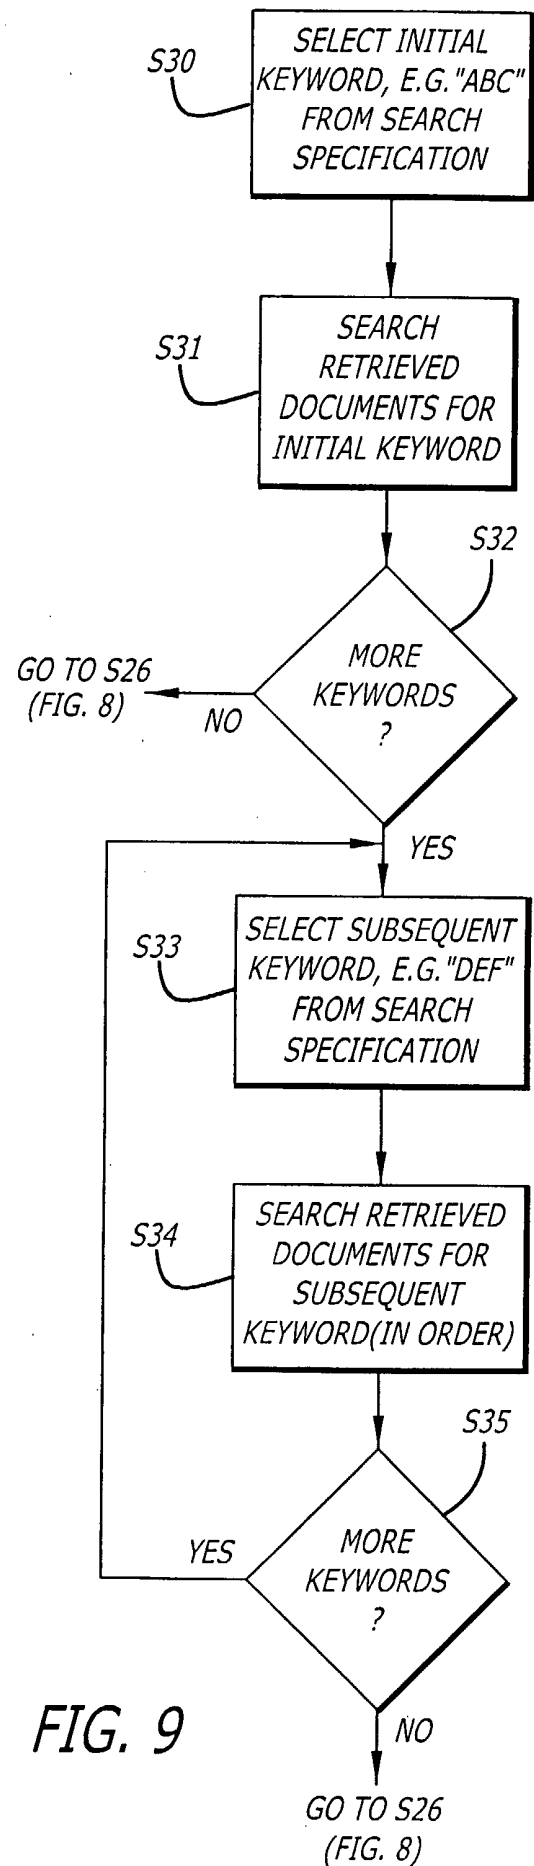 S30
SELECT INITIAL
KEYWORD, E.G."ABC"
FROM SEARCH
SPECIFICATION
S31
SEARCH
RETRIEVED
DOCUMENTS FOR
INITIAL KEYWORD
S32
MORE
KEYWORDS
?
GO TO S26
(FIG. 8)
NO
YES
S33
SELECT SUBSEQUENT
KEYWORD, E.G."DEF"
FROM SEARCH
SPECIFICATION
S34
SEARCH RETRIEVED
DOCUMENTS FOR
SUBSEQUENT
KEYWORD(IN ORDER)
S35
YES
MORE
KEYWORDS
?
FIG. 9
NO
GO TO S26
(FIG. 8)